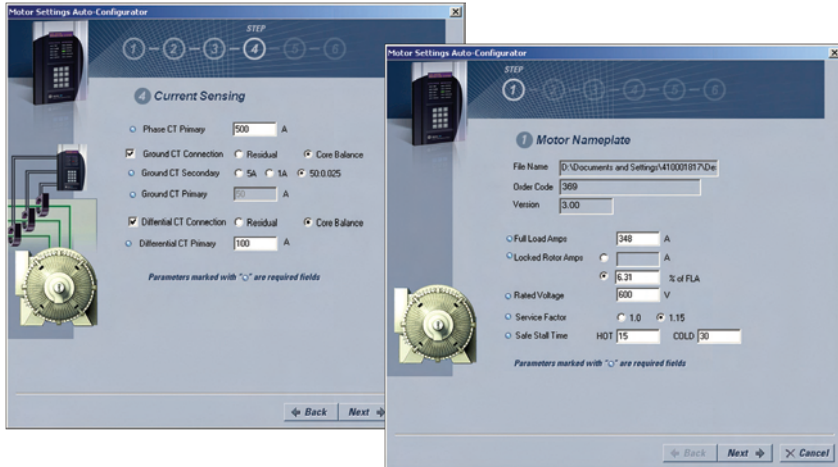 Motor Settings Auto-Configurator
STEP
1 2 3 4 5 6
4 Current Sensing
Phase CT Primary 500 A
Ground CT Connection Residual Core Balance
Ground CT Secondary 5A 1A 50:0.025
Ground CT Primary 50 A
Diffential CT Connection Residual Core Balance
Differential CT Primary 100 A
Parameters marked with "○" are required fields
Back Next
Motor Settings Auto-Configurator
STEP
1 2 3 4 5 6
1 Motor Nameplate
File Name D:\Documents and Settings\410001817\De
Order Code 369
Version 3.00
Full Load Amps 348 A
Locked Rotor Amps A
6.31 % of FLA
Rated Voltage 600 V
Service Factor 1.0 1.15
Safe Stall Time HOT 15 COLD 30
Parameters marked with "○" are required fields
Back Next Cancel